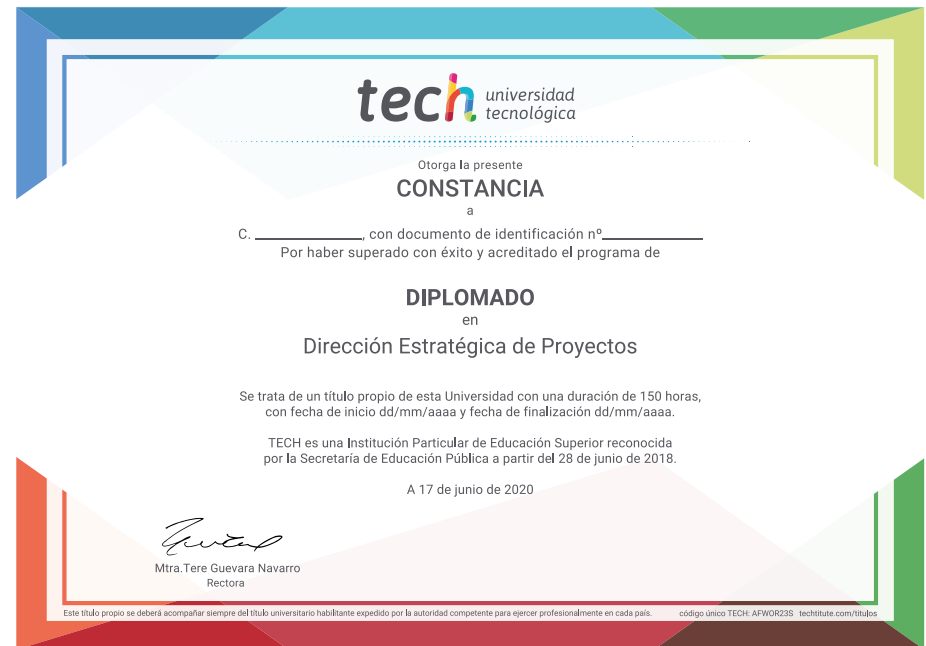 tech universidad
tecnológica
Otorga la presente
CONSTANCIA
a
C. ____________, con documento de identificación nº____________
Por haber superado con éxito y acreditado el programa de
DIPLOMADO
en
Dirección Estratégica de Proyectos
Se trata de un título propio de esta Universidad con una duración de 150 horas,
con fecha de inicio dd/mm/aaaa y fecha de finalización dd/mm/aaaa.
TECH es una Institución Particular de Educación Superior reconocida
por la Secretaría de Educación Pública a partir del 28 de junio de 2018.
A 17 de junio de 2020
Mtra.Tere Guevara Navarro
Rectora
Este título propio se deberá acompañar siempre del título universitario habilitante expedido por la autoridad competente para ejercer profesionalmente en cada país. código único TECH: AFWOR23S techtitute.com/titulos